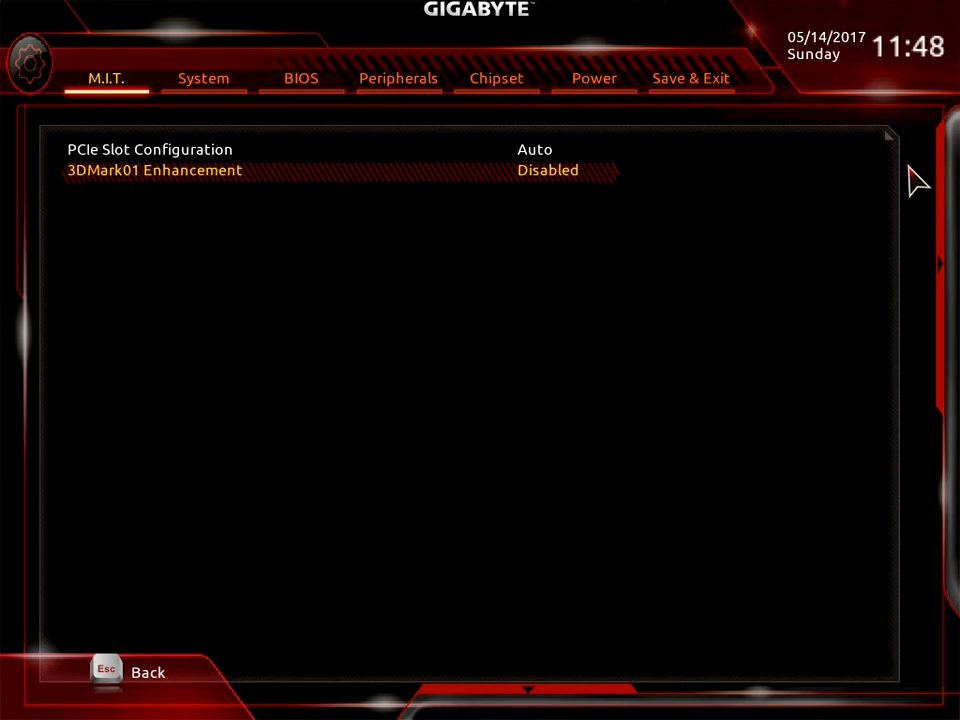 GIGABYTE™
05/14/2017
Sunday
11:48
M.I.T. System BIOS Peripherals Chipset Power Save & Exit
PCIe Slot Configuration Auto
3DMark01 Enhancement Disabled
Esc Back